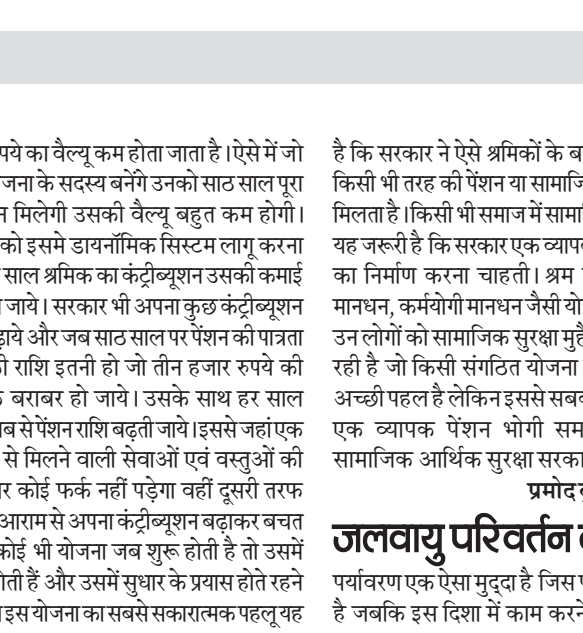 पये का वैल्यू कम होता जाता है। ऐसे में जो
जना के सदस्य बनेंगे उनको साठ साल पूरा
न मिलेगी उसकी वैल्यू बहुत कम होगी।
को इसमे डायनॉमिक सिस्टम लागू करना
साल श्रमिक का कंट्रीब्यूशन उसकी कमाई
जाये। सरकार भी अपना कुछ कंट्रीब्यूशन
ढ़ाये और जब साठ साल पर पेंशन की पात्रता
राशि इतनी हो जो तीन हजार रुपये की
बराबर हो जाये। उसके साथ हर साल
ब से पेंशन राशि बढ़ती जाये। इससे जहां एक
से मिलने वाली सेवाओं एवं वस्तुओं की
र कोई फर्क नहीं पड़ेगा वहीं दूसरी तरफ
आराम से अपना कंट्रीब्यूशन बढ़ाकर बचत
कोई भी योजना जब शुरू होती है तो उसमें
ोती हैं और उसमें सुधार के प्रयास होते रहने
इस योजना का सबसे सकारात्मक पहलू यह
है कि सरकार ने ऐसे श्रमिकों के ब
किसी भी तरह की पेंशन या सामाजि
मिलता है। किसी भी समाज में सामा
यह जरूरी है कि सरकार एक व्याप
का निर्माण करना चाहती। श्रम
मानधन, कर्मयोगी मानधन जैसी यो
उन लोगों को सामाजिक सुरक्षा मुहै
रही है जो किसी संगठित योजना
अच्छी पहल है लेकिन इससे सब
एक व्यापक पेंशन भोगी सम
सामाजिक आर्थिक सुरक्षा सरका
प्रमोद
जलवायु परिवर्तन
पर्यावरण एक ऐसा मुद्दा है जिस
है जबकि इस दिशा में काम करने